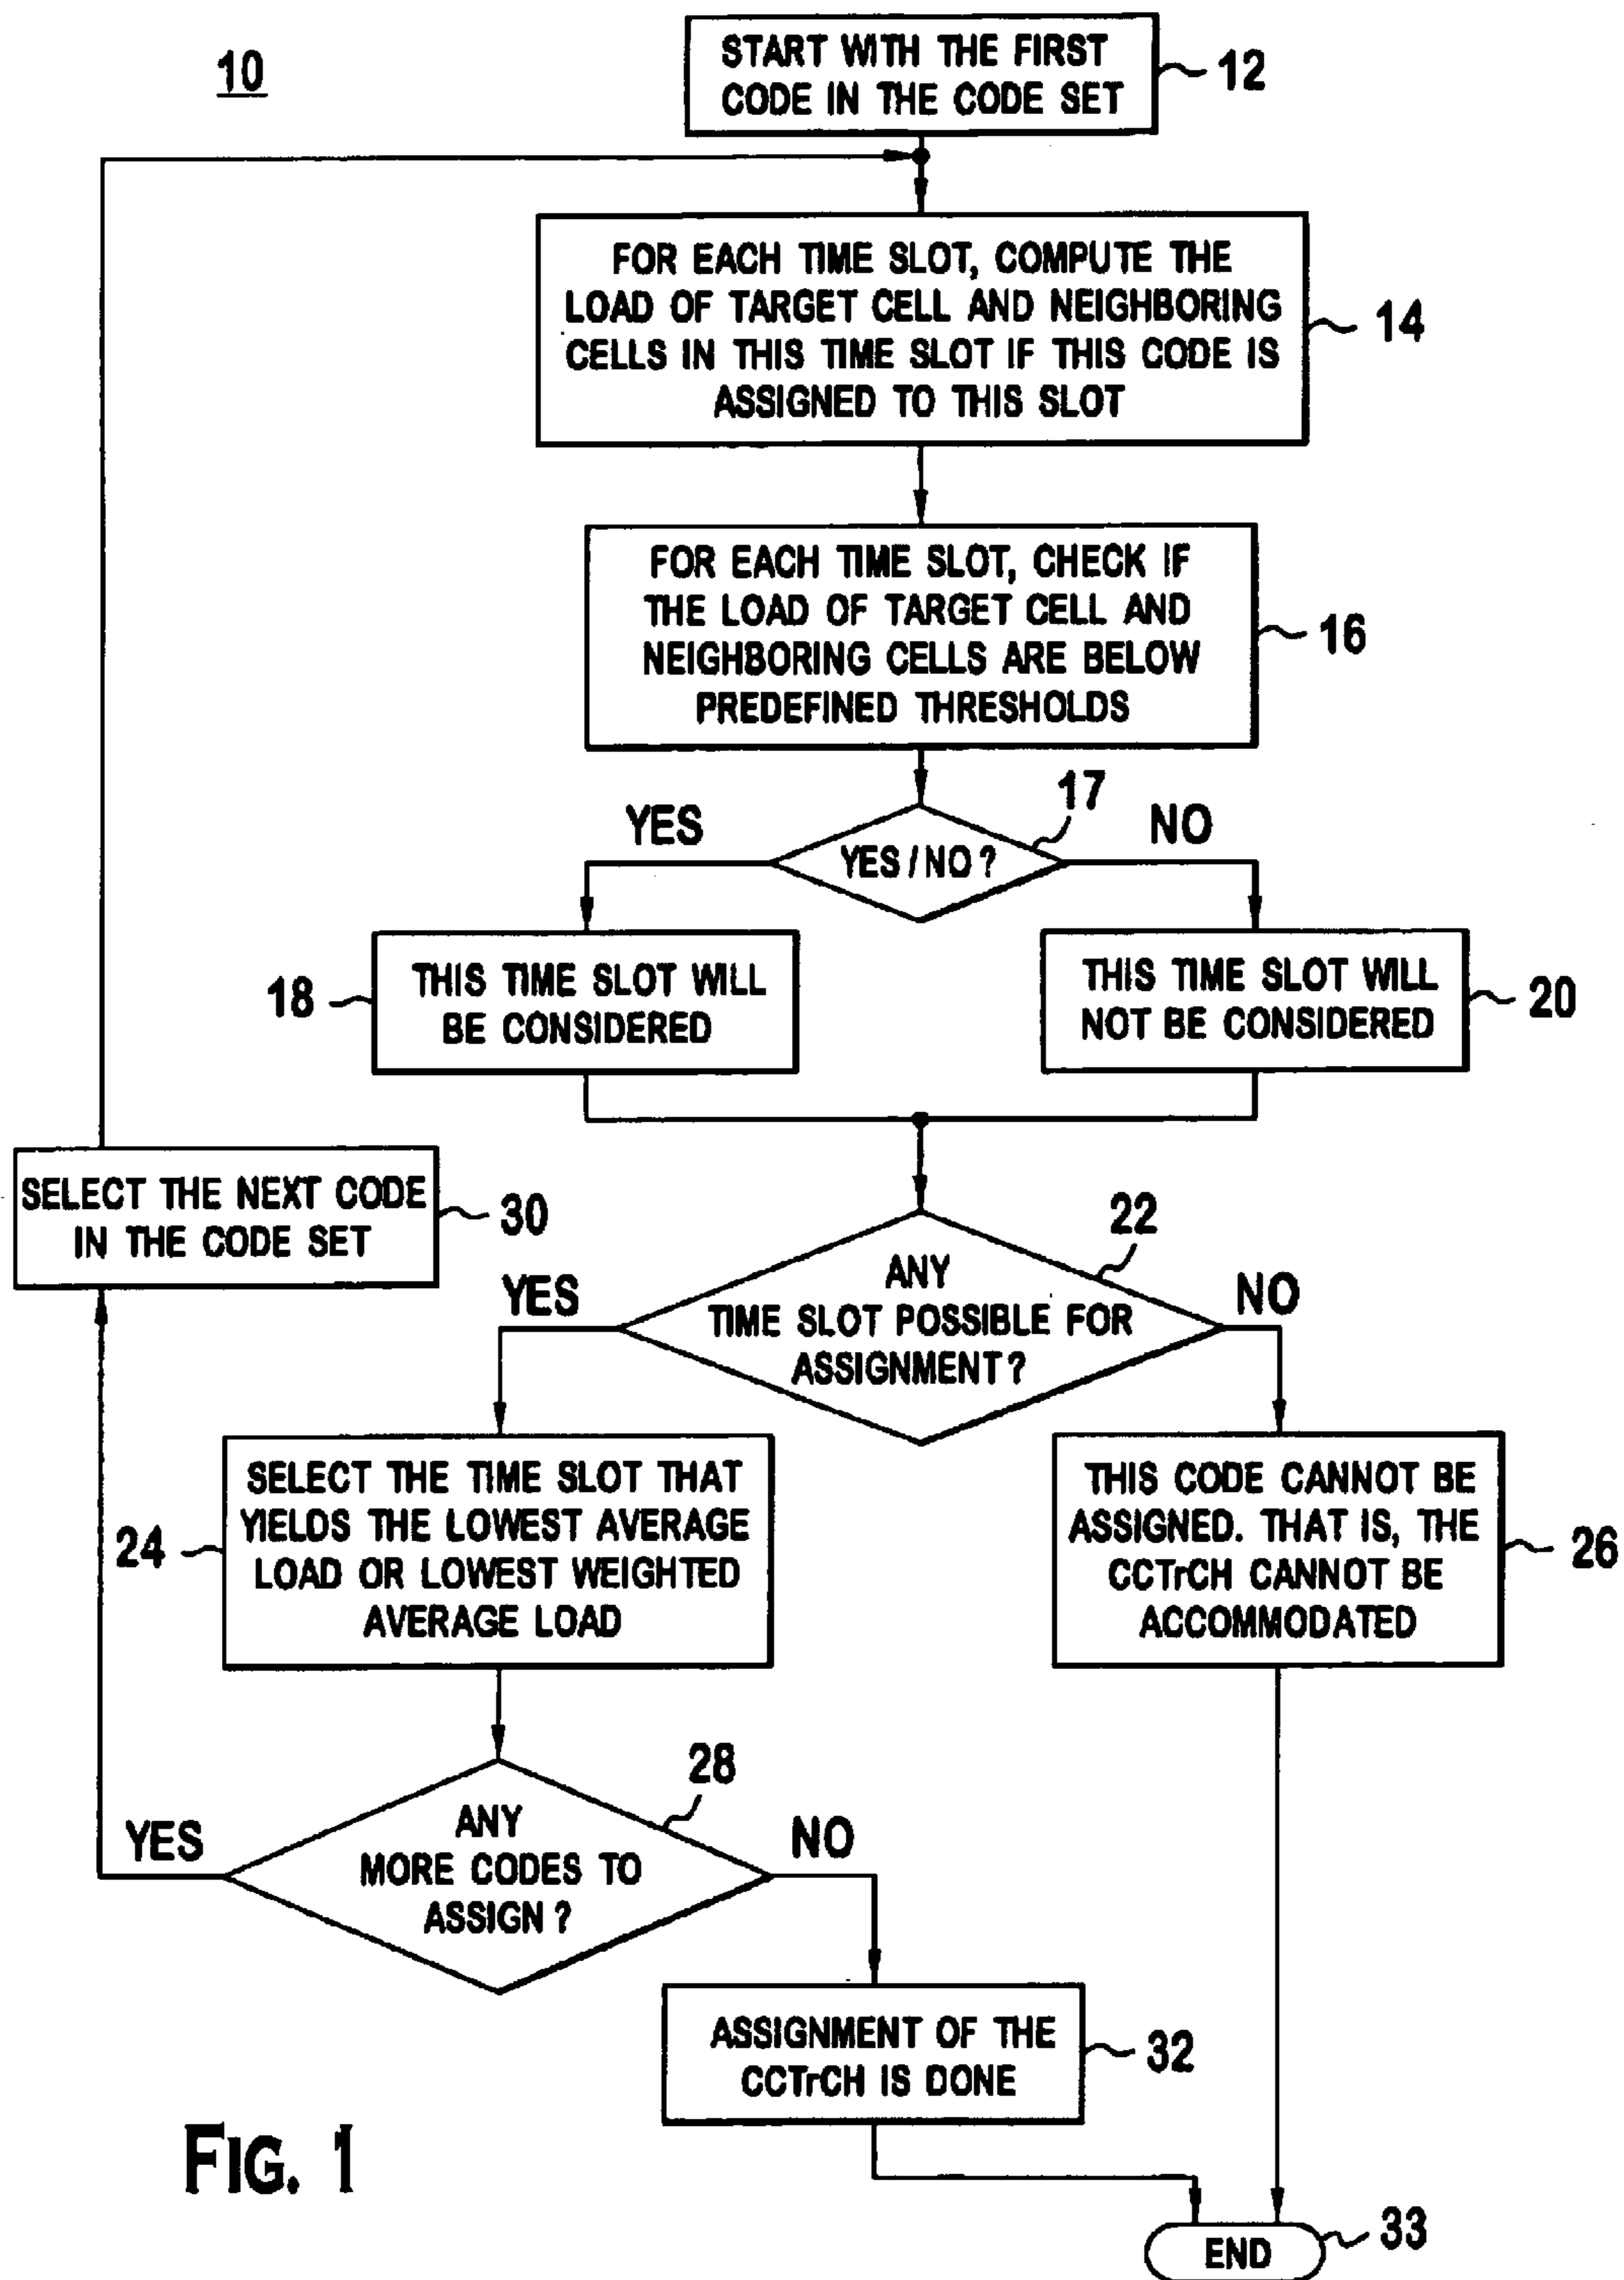 10
START WITH THE FIRST
CODE IN THE CODE SET
12
FOR EACH TIME SLOT, COMPUTE THE
LOAD OF TARGET CELL AND NEIGHBORING
CELLS IN THIS TIME SLOT IF THIS CODE IS
ASSIGNED TO THIS SLOT
14
FOR EACH TIME SLOT, CHECK IF
THE LOAD OF TARGET CELL AND
NEIGHBORING CELLS ARE BELOW
PREDEFINED THRESHOLDS
16
17
YES
YES / NO ?
NO
18
THIS TIME SLOT WILL
BE CONSIDERED
THIS TIME SLOT WILL
NOT BE CONSIDERED
20
SELECT THE NEXT CODE
IN THE CODE SET
30
22
YES
ANY
TIME SLOT POSSIBLE FOR
ASSIGNMENT ?
NO
24
SELECT THE TIME SLOT THAT
YIELDS THE LOWEST AVERAGE
LOAD OR LOWEST WEIGHTED
AVERAGE LOAD
THIS CODE CANNOT BE
ASSIGNED. THAT IS, THE
CCTrCH CANNOT BE
ACCOMMODATED
26
28
YES
ANY
MORE CODES TO
ASSIGN ?
NO
ASSIGNMENT OF THE
CCTrCH IS DONE
32
FIG. 1
END
33